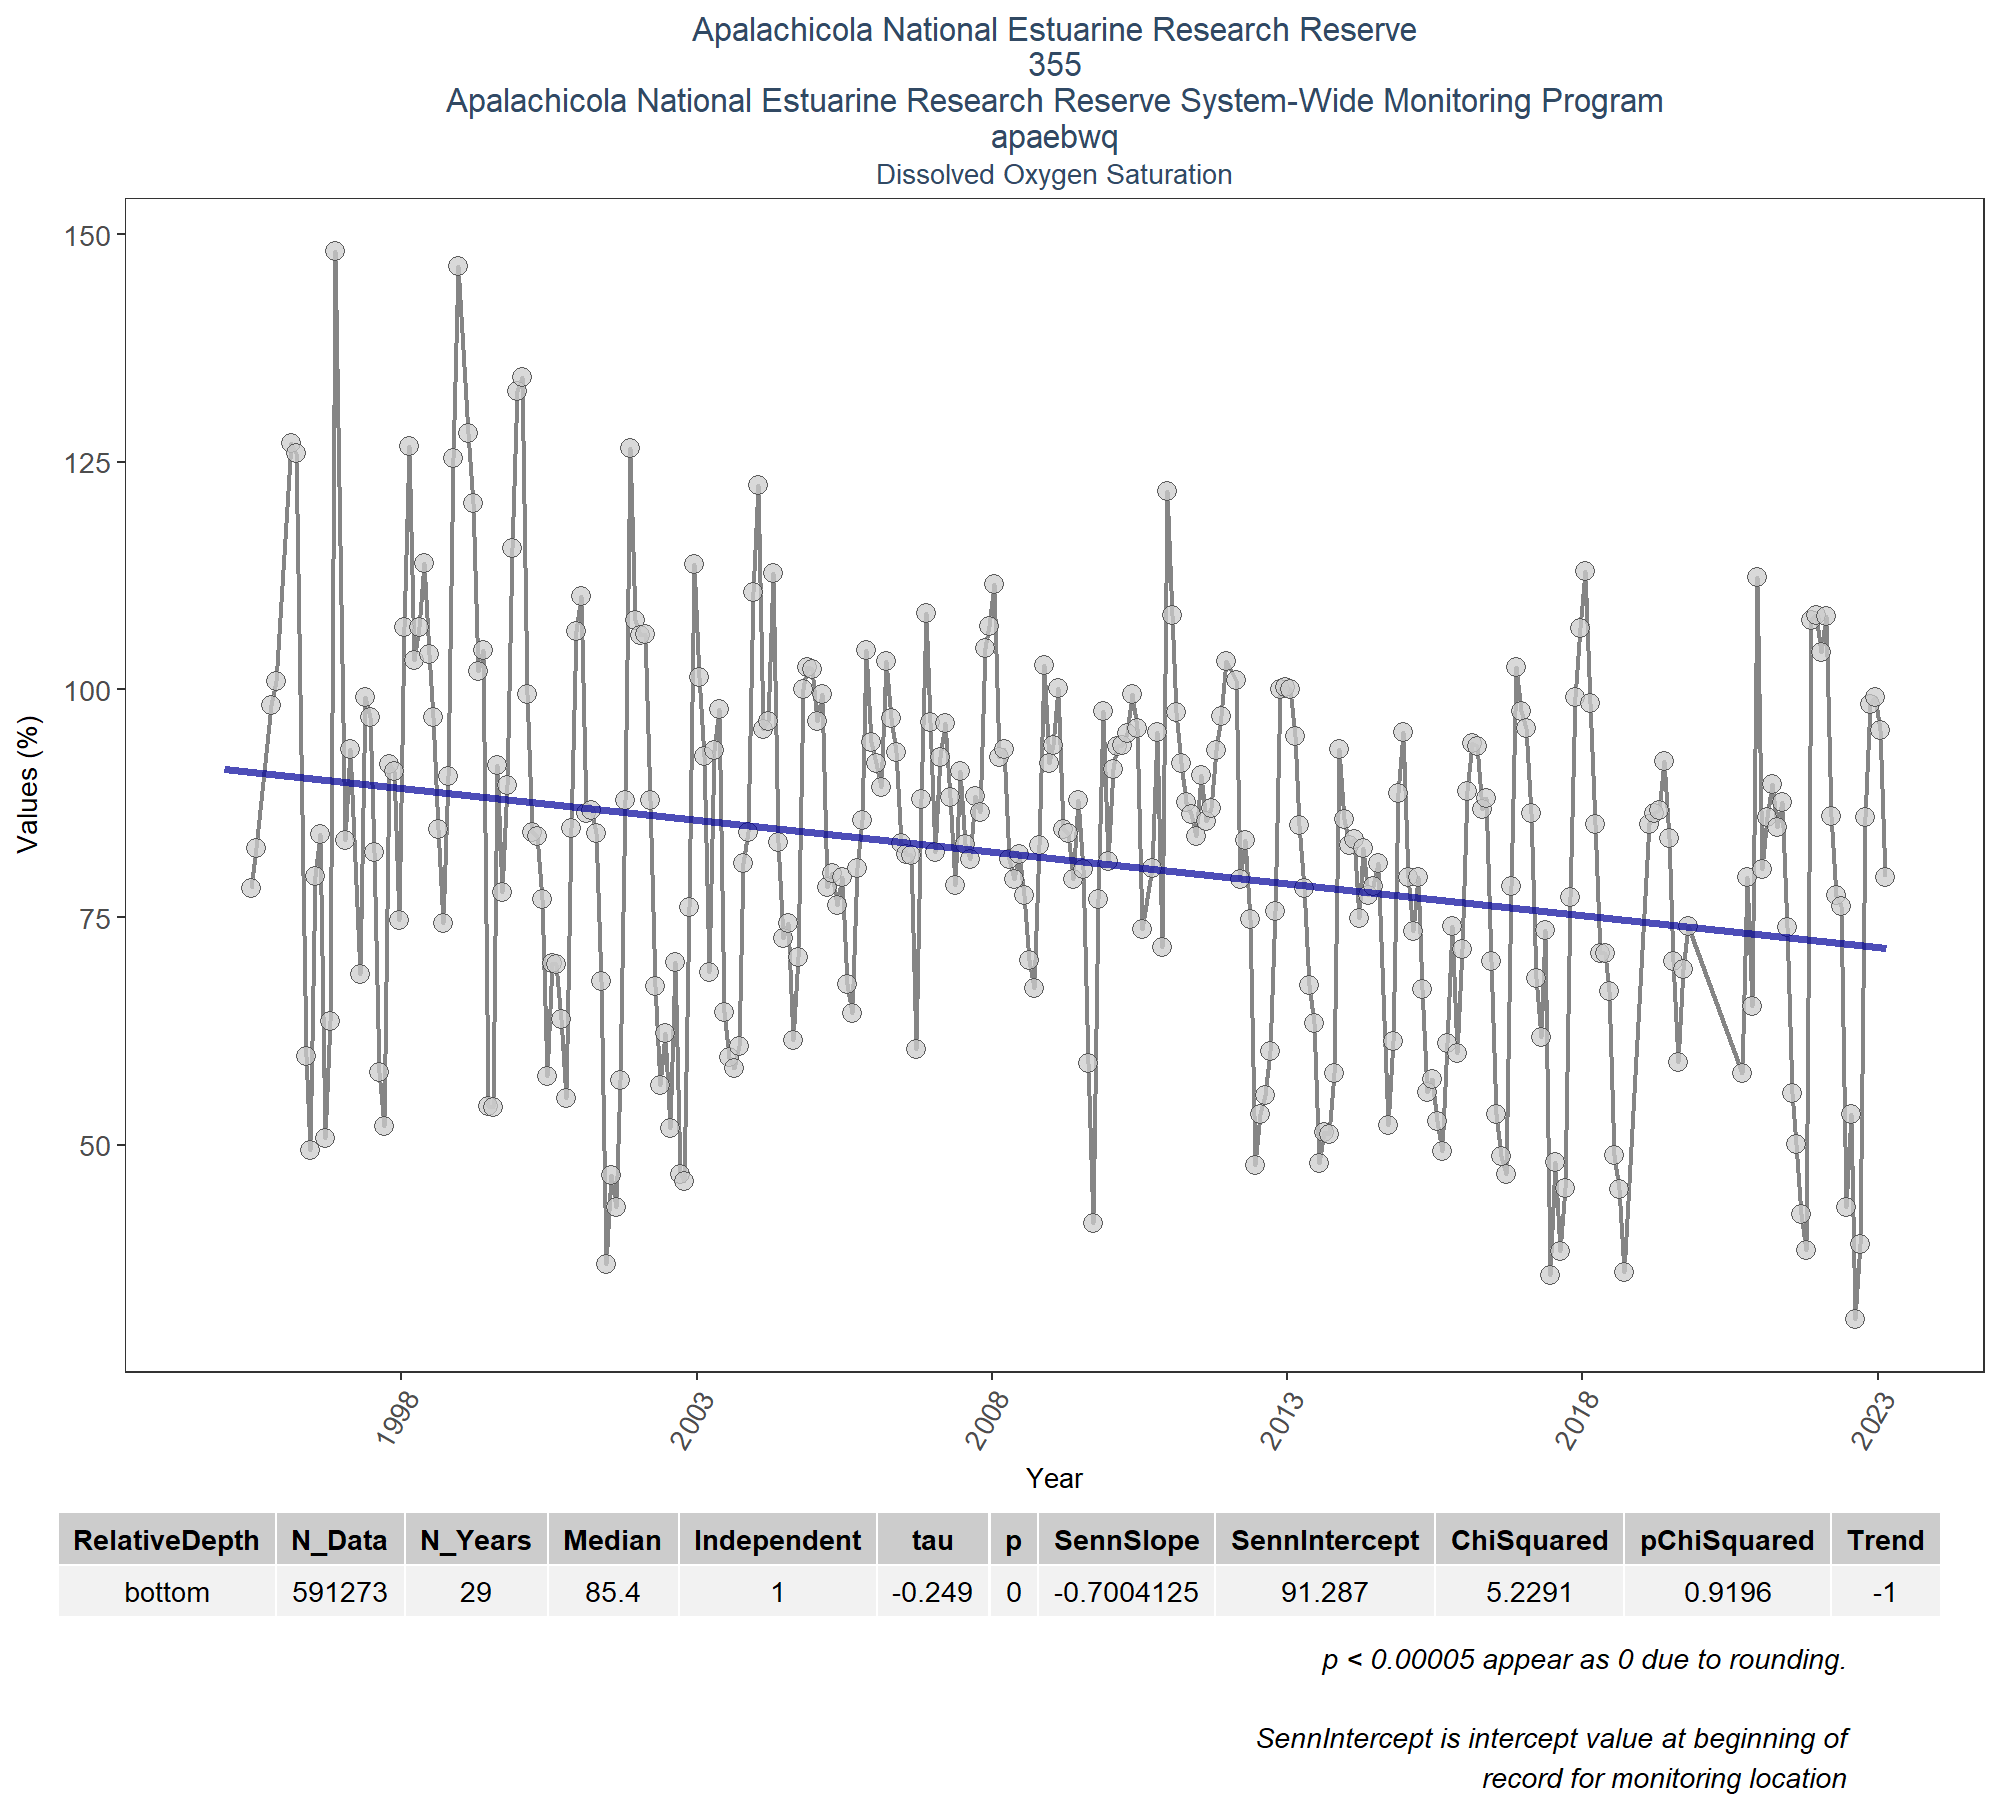 Apalachicola National Estuarine Research Reserve
355
Apalachicola National Estuarine Research Reserve System-Wide Monitoring Program
apaebwq
Dissolved Oxygen Saturation
Values (%)
150
125
100
75
50
1998 2003 2008 2013 2018 2023
Year
RelativeDepth N_Data N_Years Median Independent tau p SennSlope SennIntercept ChiSquared pChiSquared Trend
bottom 591273 29 85.4 1 -0.249 0 -0.7004125 91.287 5.2291 0.9196 -1
p < 0.00005 appear as 0 due to rounding.
SennIntercept is intercept value at beginning of
record for monitoring location